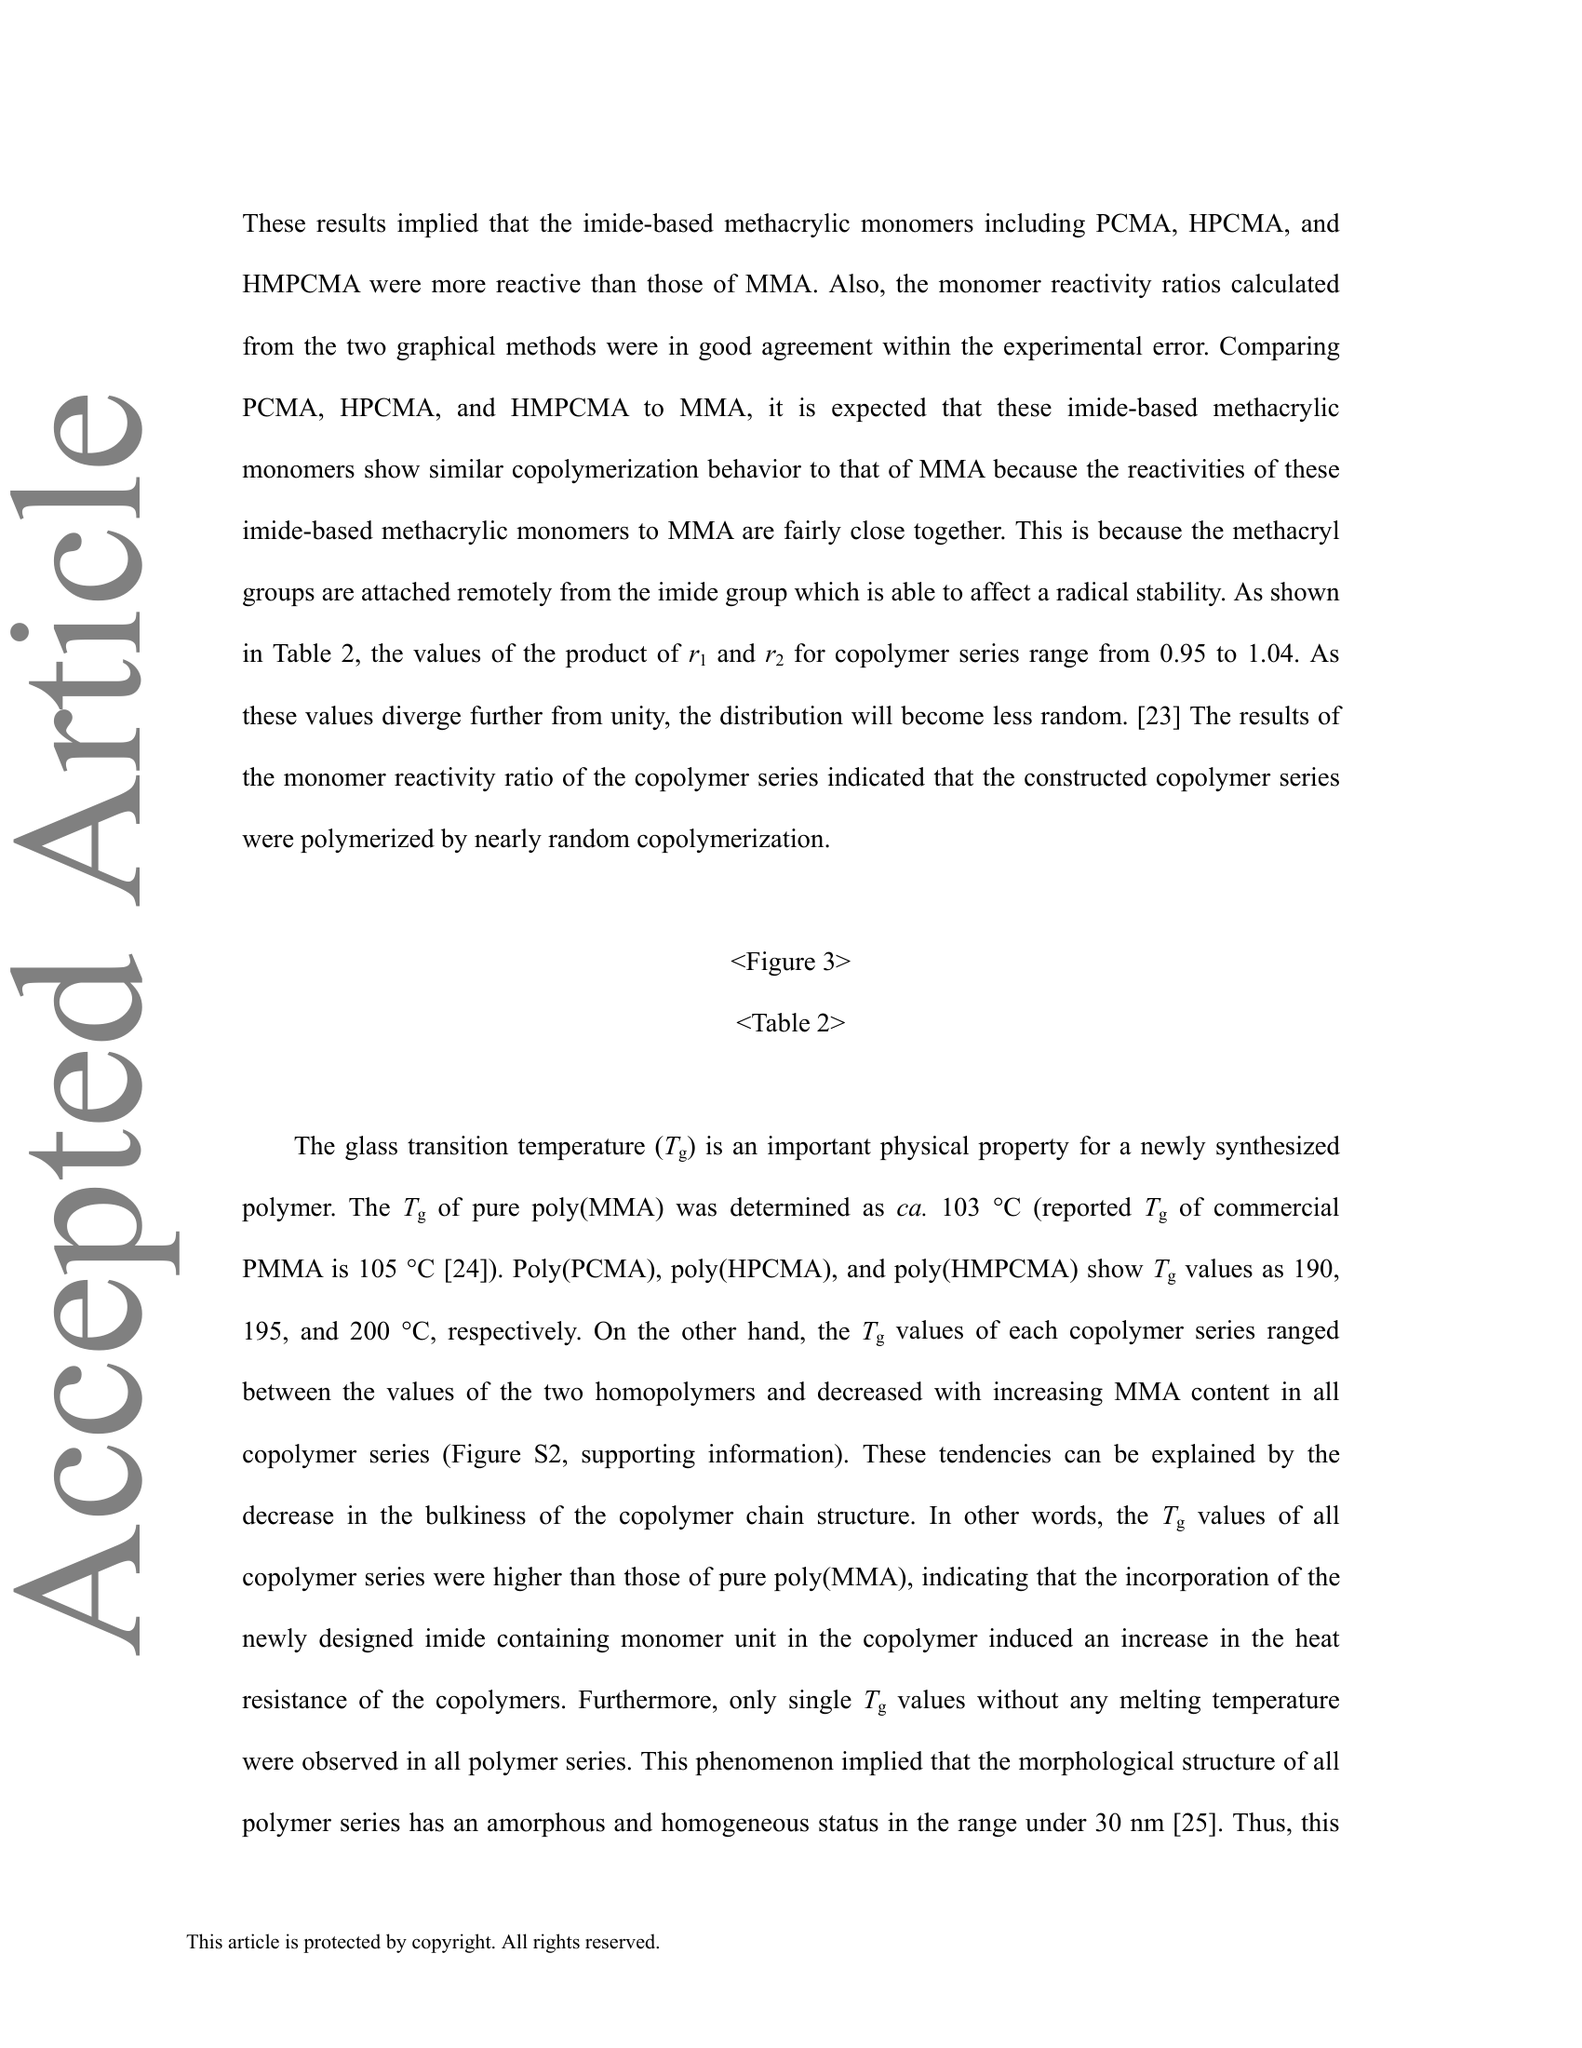 Accepted Article
These results implied that the imide-based methacrylic monomers including PCMA, HPCMA, and
HMPCMA were more reactive than those of MMA. Also, the monomer reactivity ratios calculated
from the two graphical methods were in good agreement within the experimental error. Comparing
PCMA, HPCMA, and HMPCMA to MMA, it is expected that these imide-based methacrylic
monomers show similar copolymerization behavior to that of MMA because the reactivities of these
imide-based methacrylic monomers to MMA are fairly close together. This is because the methacryl
groups are attached remotely from the imide group which is able to affect a radical stability. As shown
in Table 2, the values of the product of r1 and r2 for copolymer series range from 0.95 to 1.04. As
these values diverge further from unity, the distribution will become less random. [23] The results of
the monomer reactivity ratio of the copolymer series indicated that the constructed copolymer series
were polymerized by nearly random copolymerization.
<Figure 3>
<Table 2>
The glass transition temperature (Tg) is an important physical property for a newly synthesized
polymer. The Tg of pure poly(MMA) was determined as ca. 103 °C (reported Tg of commercial
PMMA is 105 °C [24]). Poly(PCMA), poly(HPCMA), and poly(HMPCMA) show Tg values as 190,
195, and 200 °C, respectively. On the other hand, the Tg values of each copolymer series ranged
between the values of the two homopolymers and decreased with increasing MMA content in all
copolymer series (Figure S2, supporting information). These tendencies can be explained by the
decrease in the bulkiness of the copolymer chain structure. In other words, the Tg values of all
copolymer series were higher than those of pure poly(MMA), indicating that the incorporation of the
newly designed imide containing monomer unit in the copolymer induced an increase in the heat
resistance of the copolymers. Furthermore, only single Tg values without any melting temperature
were observed in all polymer series. This phenomenon implied that the morphological structure of all
polymer series has an amorphous and homogeneous status in the range under 30 nm [25]. Thus, this
This article is protected by copyright. All rights reserved.